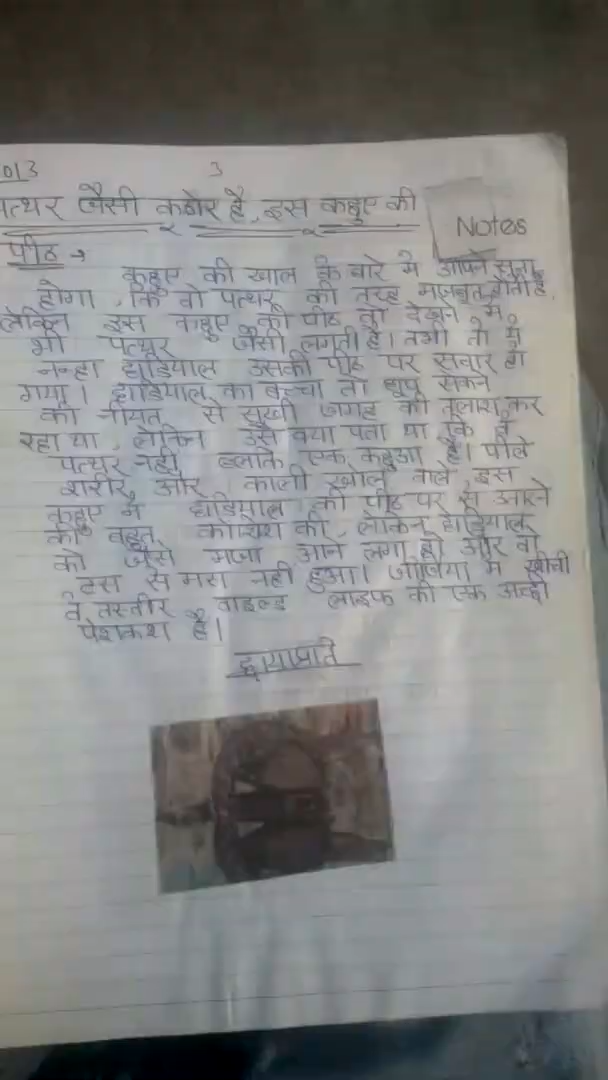 013
3
पत्थर जैसी कठोर है, इस कछुए की
Notes
पीठ →
कछुए की खाल के बारे में आपने सुना
होगा, कि वो पत्थर की तरह मजबूत होती है,
लेकिन इस कछुए की पीठ तो देखने में
भी पत्थर जैसी लगती है। तभी तो
नन्हा घड़ियाल उसकी पीठ पर सवार हो
गया। घड़ियाल का बच्चा तो धूप सेंकने
की नीयत से सूखी जगह की तलाश कर
रहा था, लेकिन उसे क्या पता था कि ये
पत्थर नहीं बल्कि एक कछुआ है। पीले
शरीर और काली खोल वाले इस
कछुए ने घड़ियाल को पीठ पर से उतारने
की बहुत कोशिश की, लेकिन घड़ियाल
को जैसे मजा आने लगा हो और वो
टस से मस नहीं हुआ। में खींची
ये तस्वीर वाइल्ड लाइफ की एक अच्छी
पेशकश है।
छायाप्रति